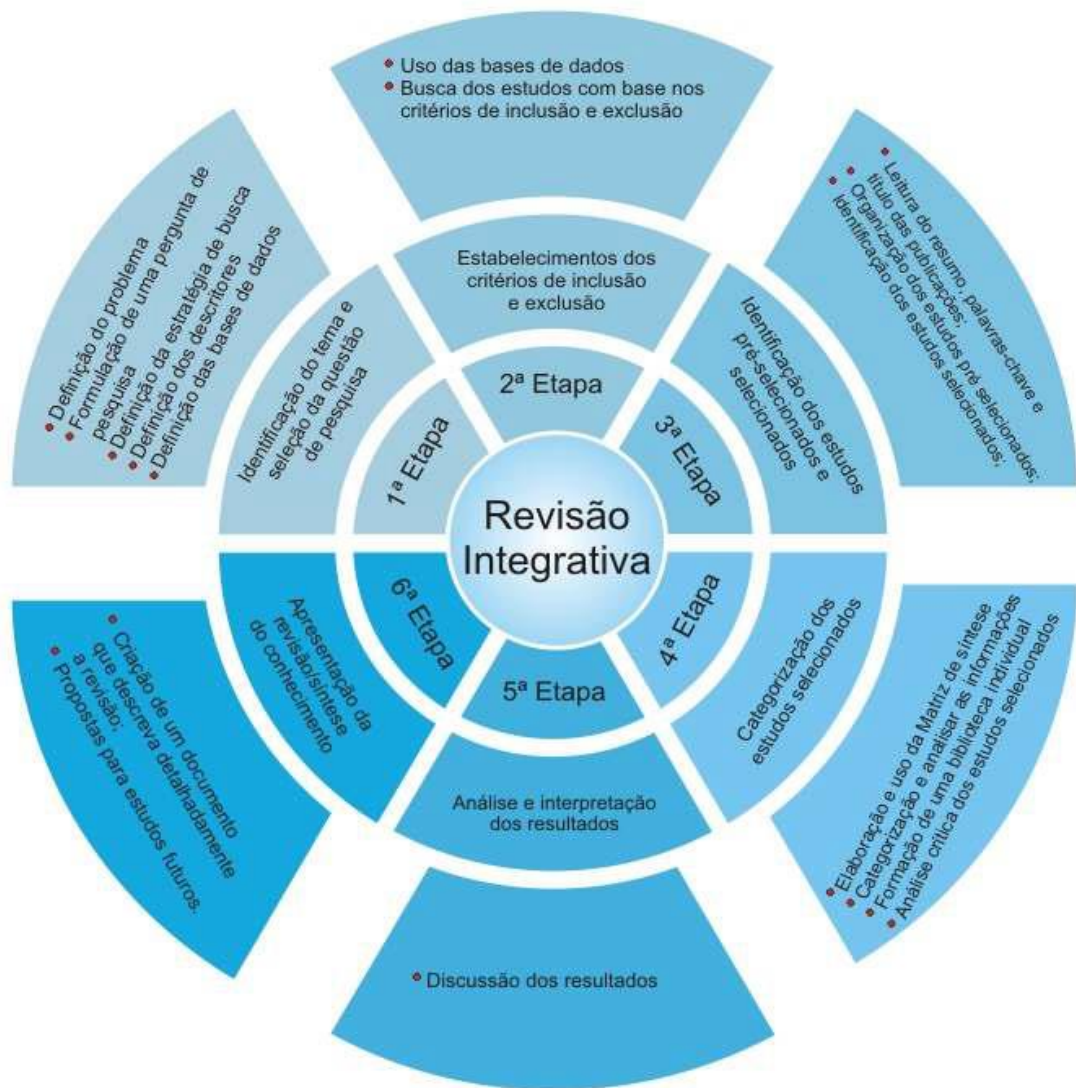 Revisão
Integrativa
1ª Etapa
Identificação do tema e
seleção da questão
de pesquisa
Definição do problema
Formulação de uma pergunta de
pesquisa
Definição da estratégia de busca
Definição dos descritores
Definição das bases de dados
2ª Etapa
Estabelecimentos dos
critérios de inclusão
e exclusão
Uso das bases de dados
Busca dos estudos com base nos
critérios de inclusão e exclusão
3ª Etapa
Identificação dos estudos
pré-selecionados e
selecionados
Leitura do resumo, palavras-chave e
título das publicações;
Organização dos estudos pré selecionados;
Identificação dos estudos selecionados;
4ª Etapa
Categorização dos
estudos selecionados
Elaboração e uso da Matriz de síntese
Categorização e analisar as informações
Formação de uma biblioteca individual
Análise crítica dos estudos selecionados
5ª Etapa
Análise e interpretação
dos resultados
Discussão dos resultados
6ª Etapa
Apresentação da
revisão/síntese
do conhecimento
Criação de um documento
que descreva detalhadamente
a revisão;
Propostas para estudos futuros.